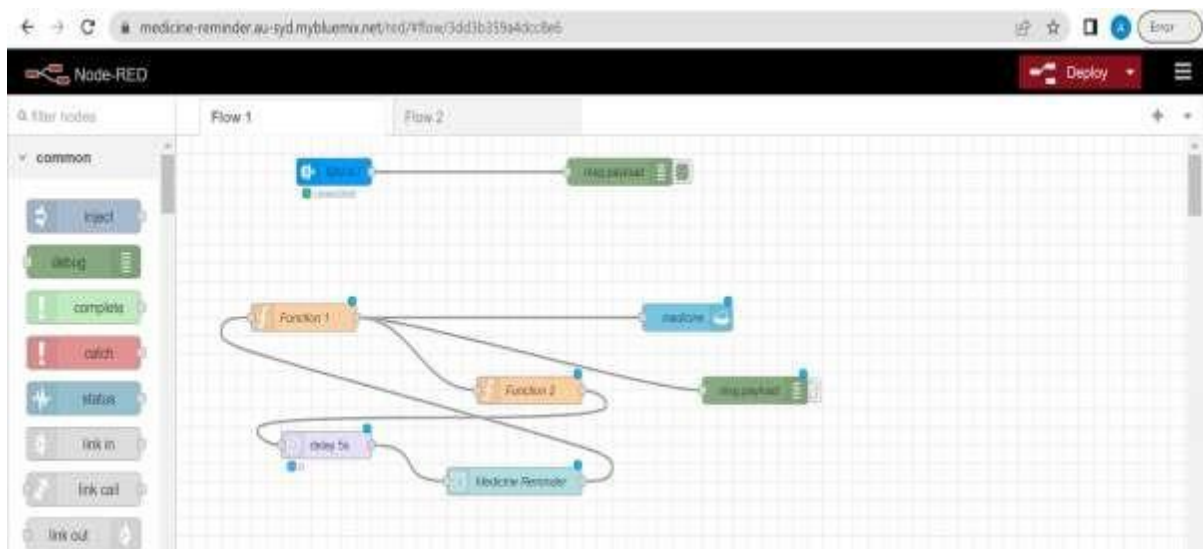 medicine-reminder.au-syd.mybluemix.net/red/#flow/3dd3b359a4dcc8e6
Error
Node-RED
Deploy
filter nodes
Flow 1
Flow 2
common
inject
debug
complete
catch
status
link in
link call
link out
msg.payload
Function 1
medicine
Function 2
msg.payload
delay 5s
Medicine Reminder